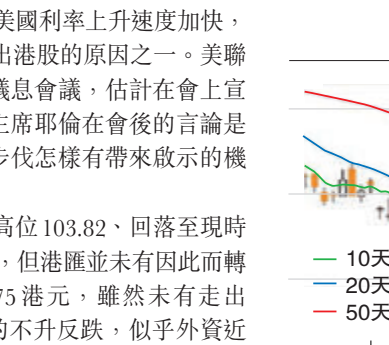 美國利率上升速度加快，
出港股的原因之一。美聯
議息會議，估計在會上宣
主席耶倫在會後的言論是
步伐怎樣有帶來啟示的機
高位103.82、回落至現時
，但港匯並未有因此而轉
75港元，雖然未有走出
的不升反跌，似乎外資近
10天
20天
50天